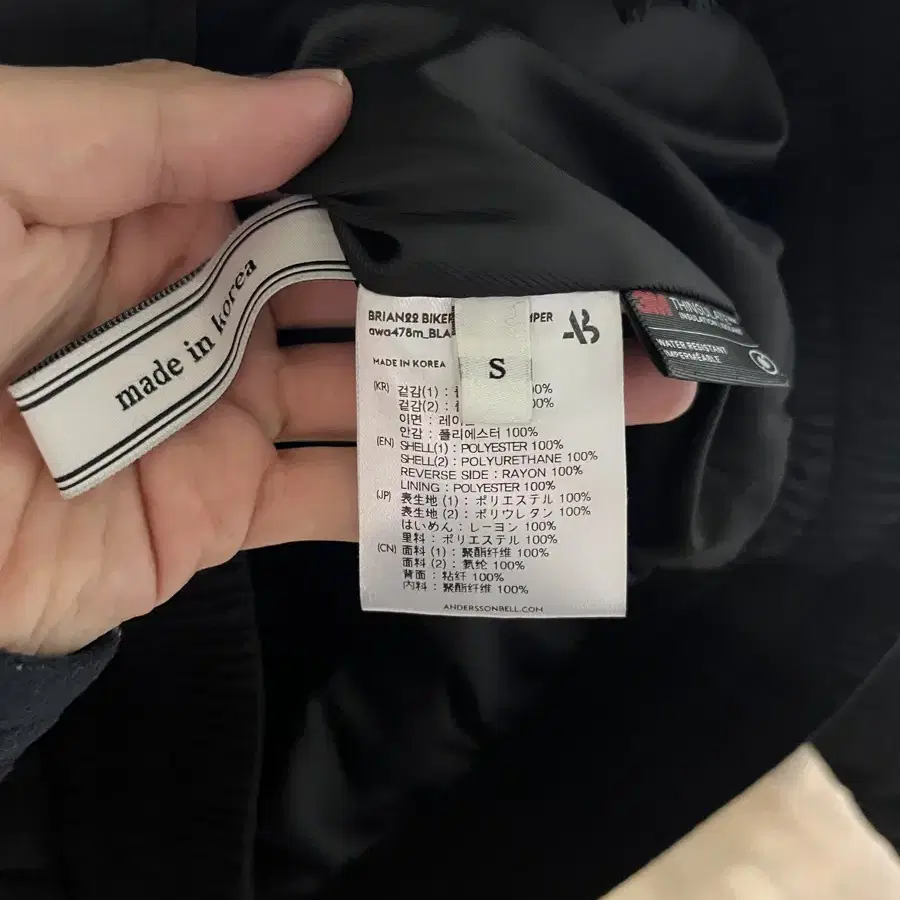 made in korea
BRIAN22 BIKER
awa478m_BLA
MADE IN KOREA
S
(KR) 겉감(1) : 100%
겉감(2) : 100%
이면 : 레이
안감 : 폴리에스터 100%
(EN) SHELL(1) : POLYESTER 100%
SHELL(2) : POLYURETHANE 100%
REVERSE SIDE : RAYON 100%
LINING : POLYESTER 100%
(JP) 表生地 (1) : ポリエステル 100%
表生地 (2) : ポリウレタン 100%
はいめん : レーヨン 100%
里料 : ポリエステル 100%
(CN) 面料 (1) : 聚酯纤维 100%
面料 (2) : 氨纶 100%
背面 : 粘纤 100%
内料 : 聚酯纤维 100%
ANDERSSONBELL.COM
3M THINSULATE
INSULATION
WATER RESISTANT
IMPERMÉABLE